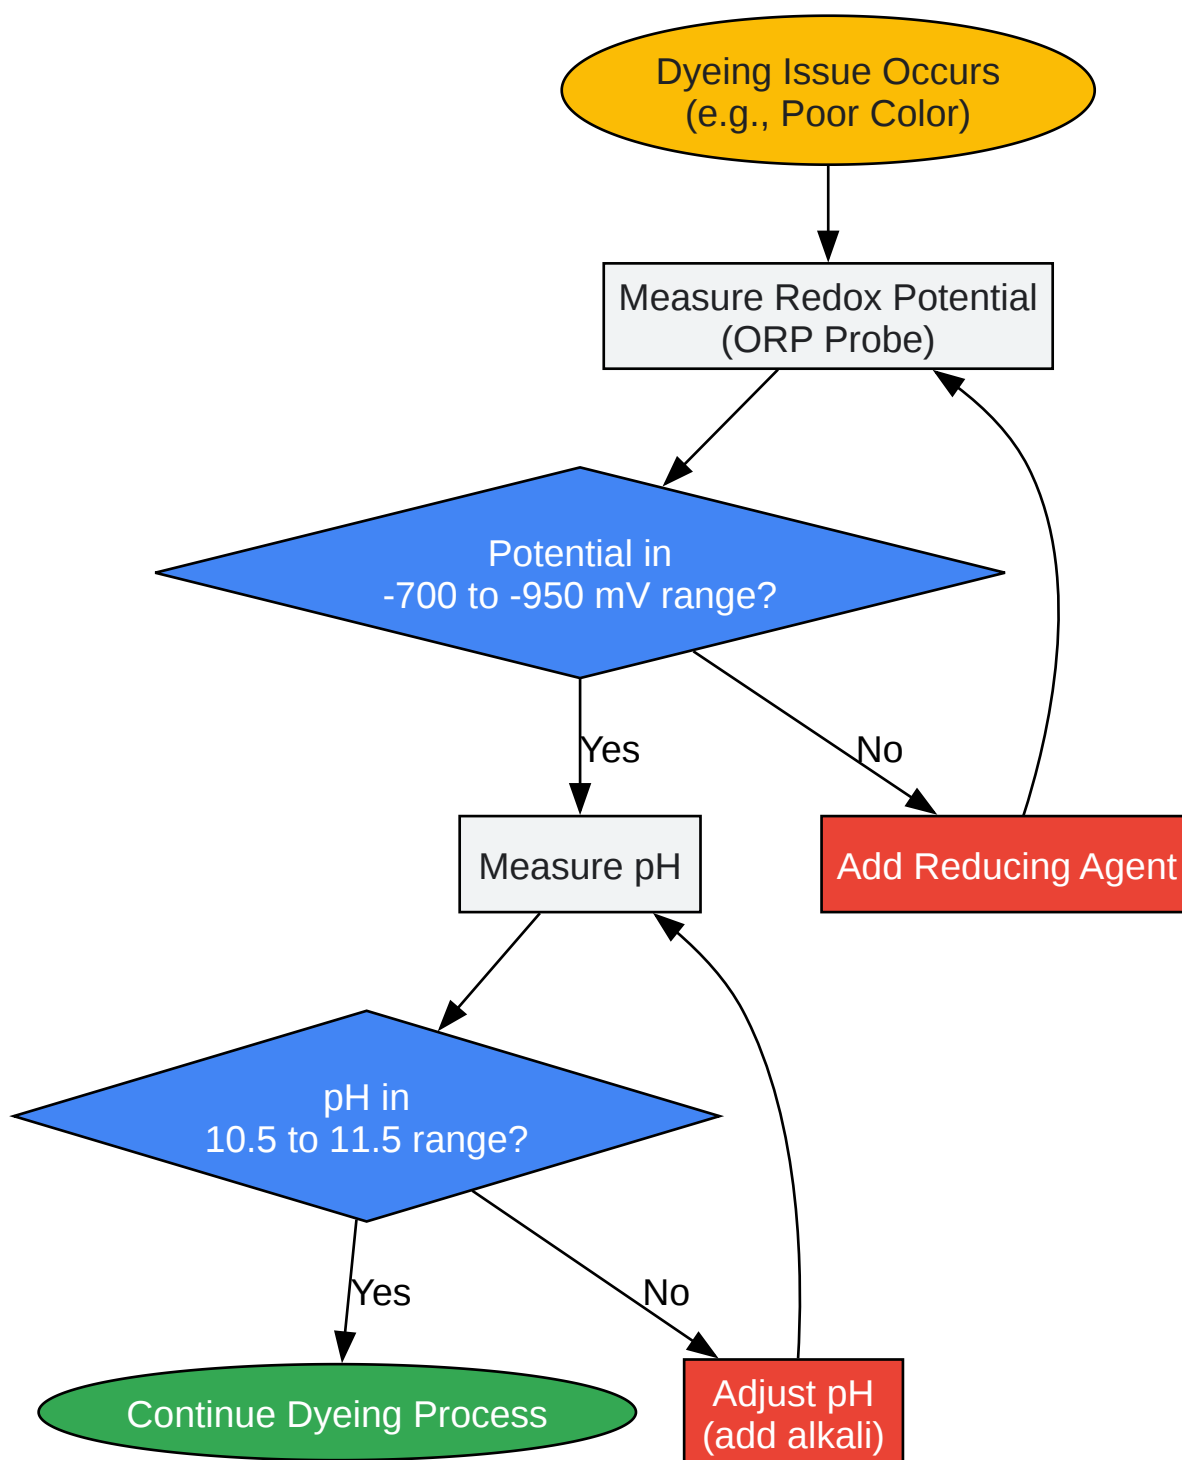 Dyeing Issue Occurs
(e.g., Poor Color)
Measure Redox Potential
(ORP Probe)
Potential in
-700 to -950 mV range?
Yes
No
Measure pH
Add Reducing Agent
pH in
10.5 to 11.5 range?
Yes
No
Continue Dyeing Process
Adjust pH
(add alkali)